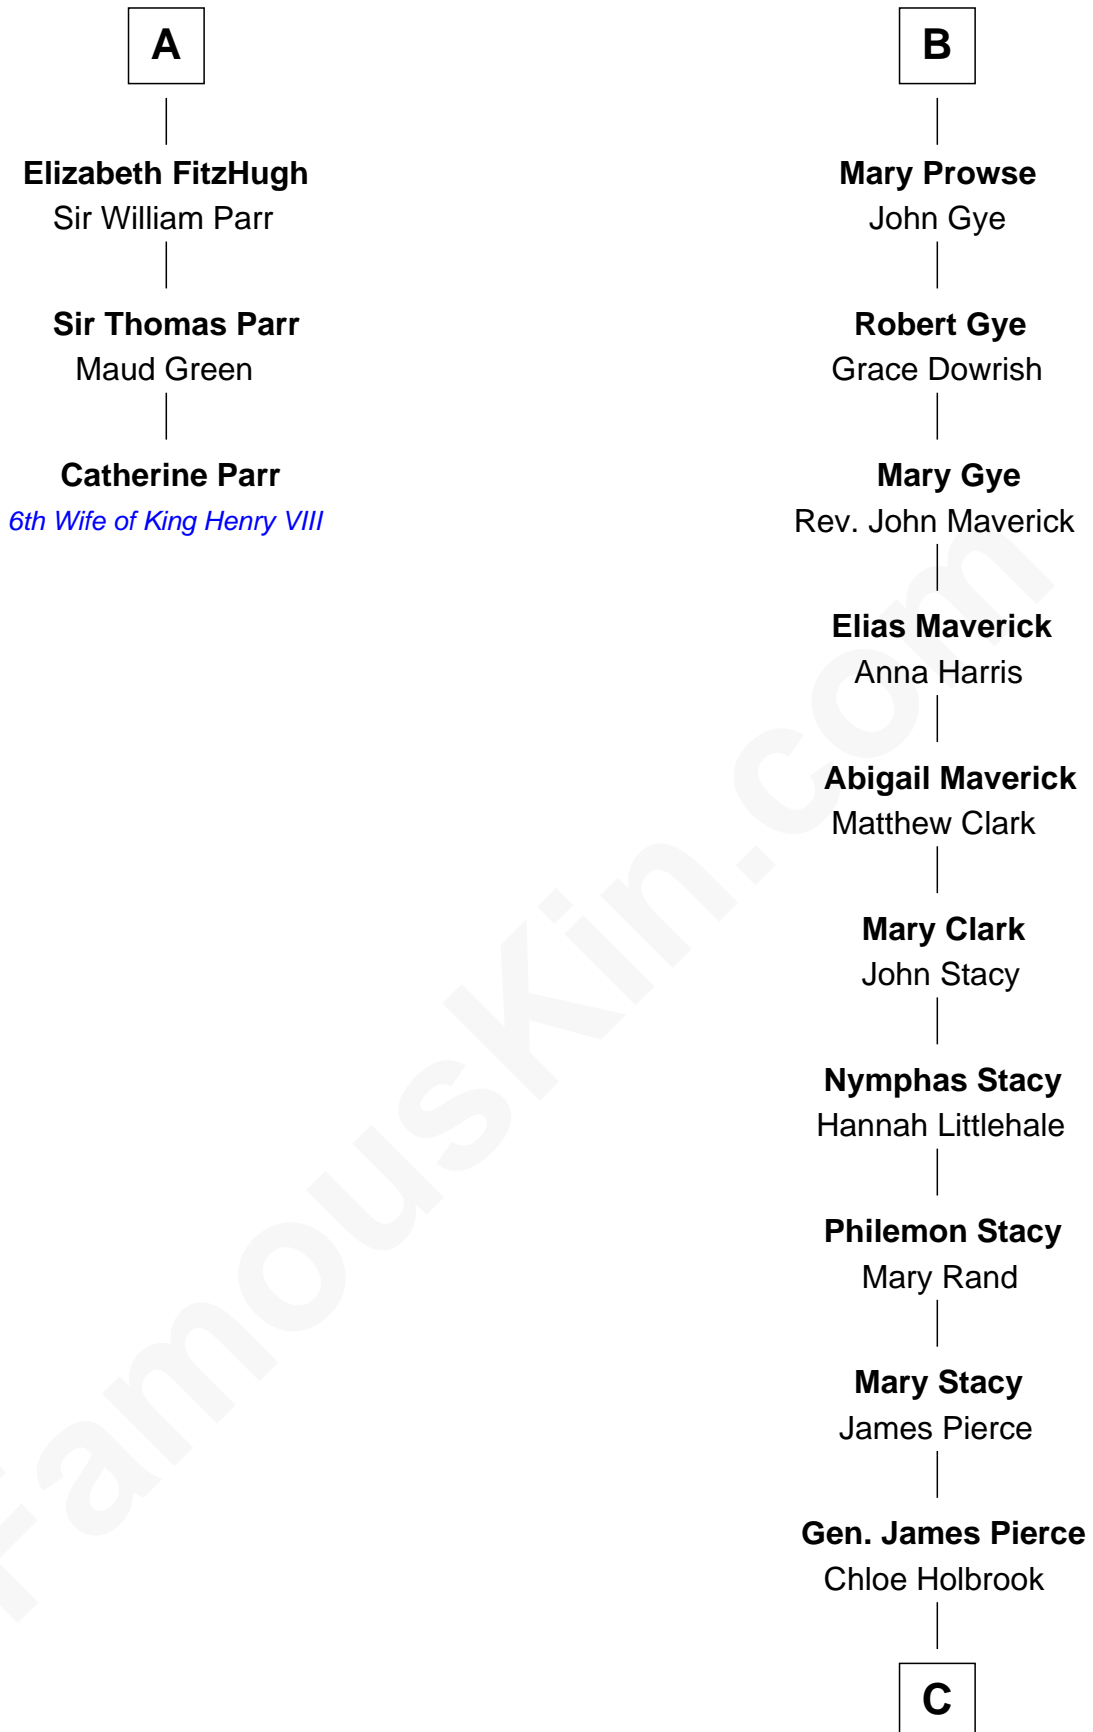 A
Elizabeth FitzHugh
Sir William Parr
Sir Thomas Parr
Maud Green
Catherine Parr
6th Wife of King Henry VIII
B
Mary Prowse
John Gye
Robert Gye
Grace Dowrish
Mary Gye
Rev. John Maverick
Elias Maverick
Anna Harris
Abigail Maverick
Matthew Clark
Mary Clark
John Stacy
Nymphas Stacy
Hannah Littlehale
Philemon Stacy
Mary Rand
Mary Stacy
James Pierce
Gen. James Pierce
Chloe Holbrook
C
FamousKin.com